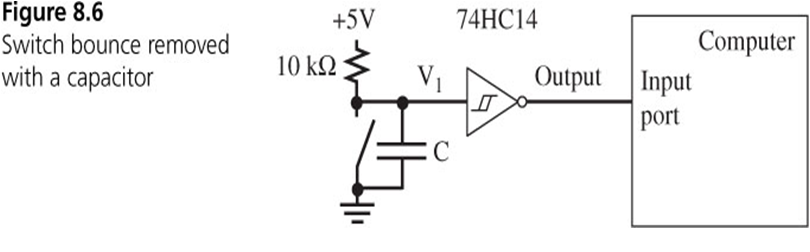 Figure 8.6
Switch bounce removed
with a capacitor
+5V
10 kΩ
V1
C
74HC14
Output
Computer
Input
port